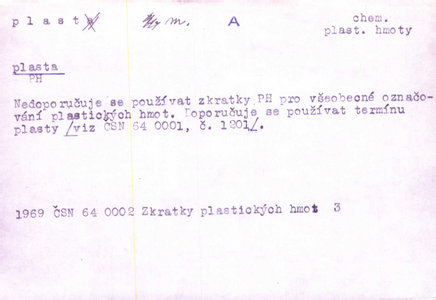 plast m. A chem.
plast. hmoty
plasta
PH
Nedoporučuje se používat zkratky PH pro všeobecné označo-
vání plastických hmot. Doporučuje se používat termínu
plasty /viz ČSN 64 0001, č. 1201/.
1969 ČSN 64 0002 Zkratky plastických hmot 3